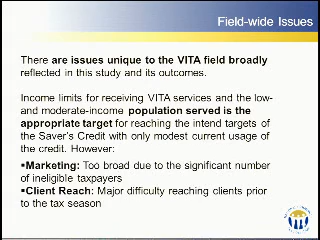 Field-wide Issues
There are issues unique to the VITA field broadly
reflected in this study and its outcomes.
Income limits for receiving VITA services and the low-
and moderate-income population served is the
appropriate target for reaching the intend targets of
the Saver's Credit with only modest current usage of
the credit. However:
▪Marketing: Too broad due to the significant number
of ineligible taxpayers
▪Client Reach: Major difficulty reaching clients prior
to the tax season